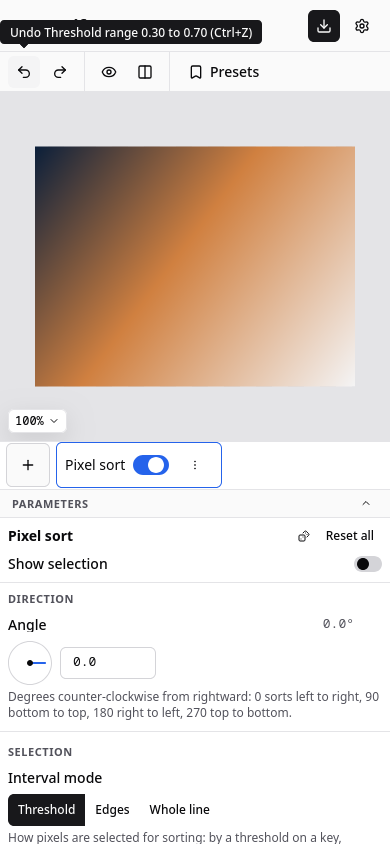 Undo Threshold range 0.30 to 0.70 (Ctrl+Z)
Presets
100%
Pixel sort
PARAMETERS
Pixel sort
Reset all
Show selection
DIRECTION
Angle
0.0°
0.0
Degrees counter-clockwise from rightward: 0 sorts left to right, 90
bottom to top, 180 right to left, 270 top to bottom.
SELECTION
Interval mode
Threshold
Edges
Whole line
How pixels are selected for sorting: by a threshold on a key,